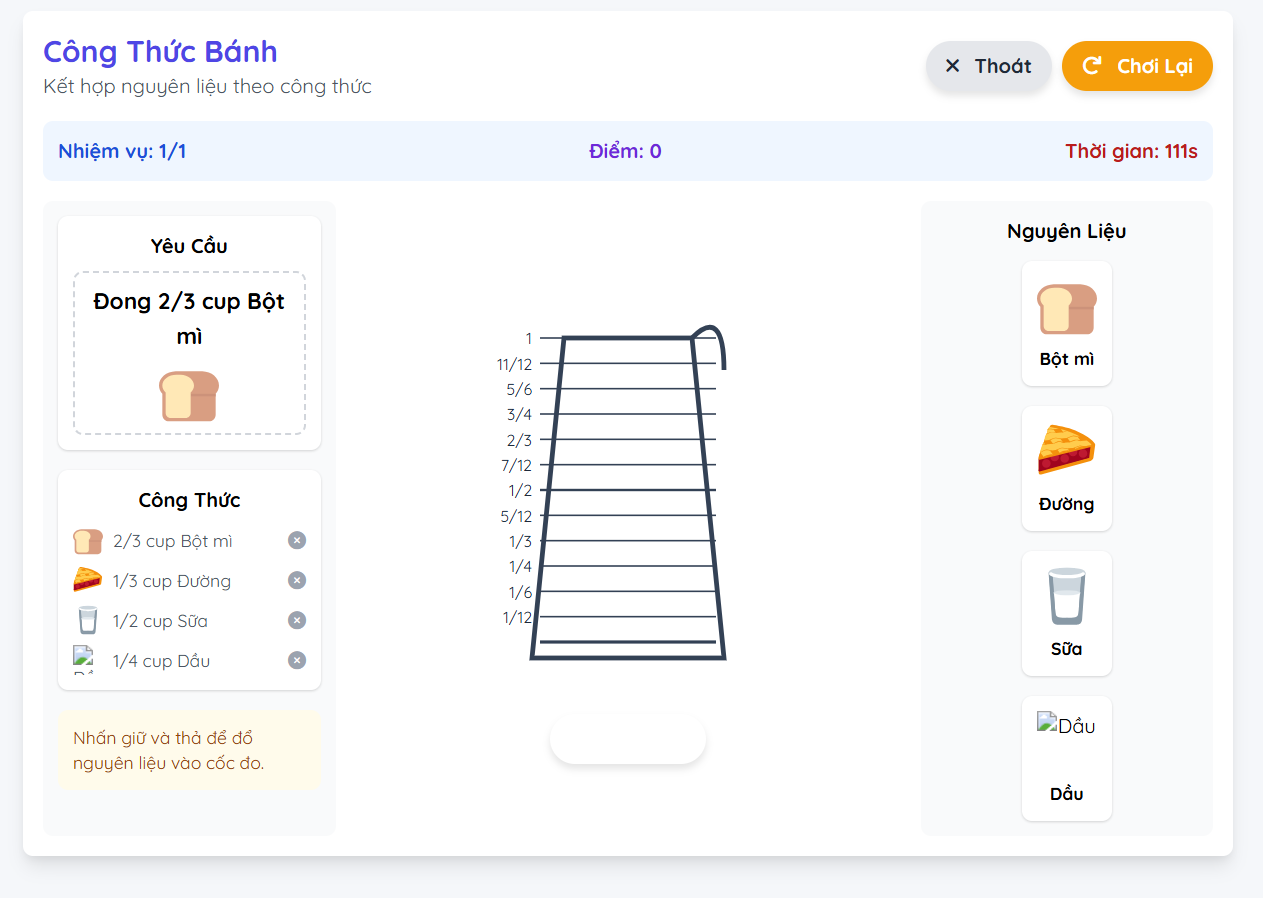 Công Thức Bánh
Kết hợp nguyên liệu theo công thức
Thoát
Chơi Lại
Nhiệm vụ: 1/1
Điểm: 0
Thời gian: 111s
Yêu Cầu
Đong 2/3 cup Bột
mì
Công Thức
2/3 cup Bột mì
1/3 cup Đường
1/2 cup Sữa
1/4 cup Dầu
Nhấn giữ và thả để đổ
nguyên liệu vào cốc đo.
1
11/12
5/6
3/4
2/3
7/12
1/2
5/12
1/3
1/4
1/6
1/12
Nguyên Liệu
Bột mì
Đường
Sữa
Dầu
Dầu